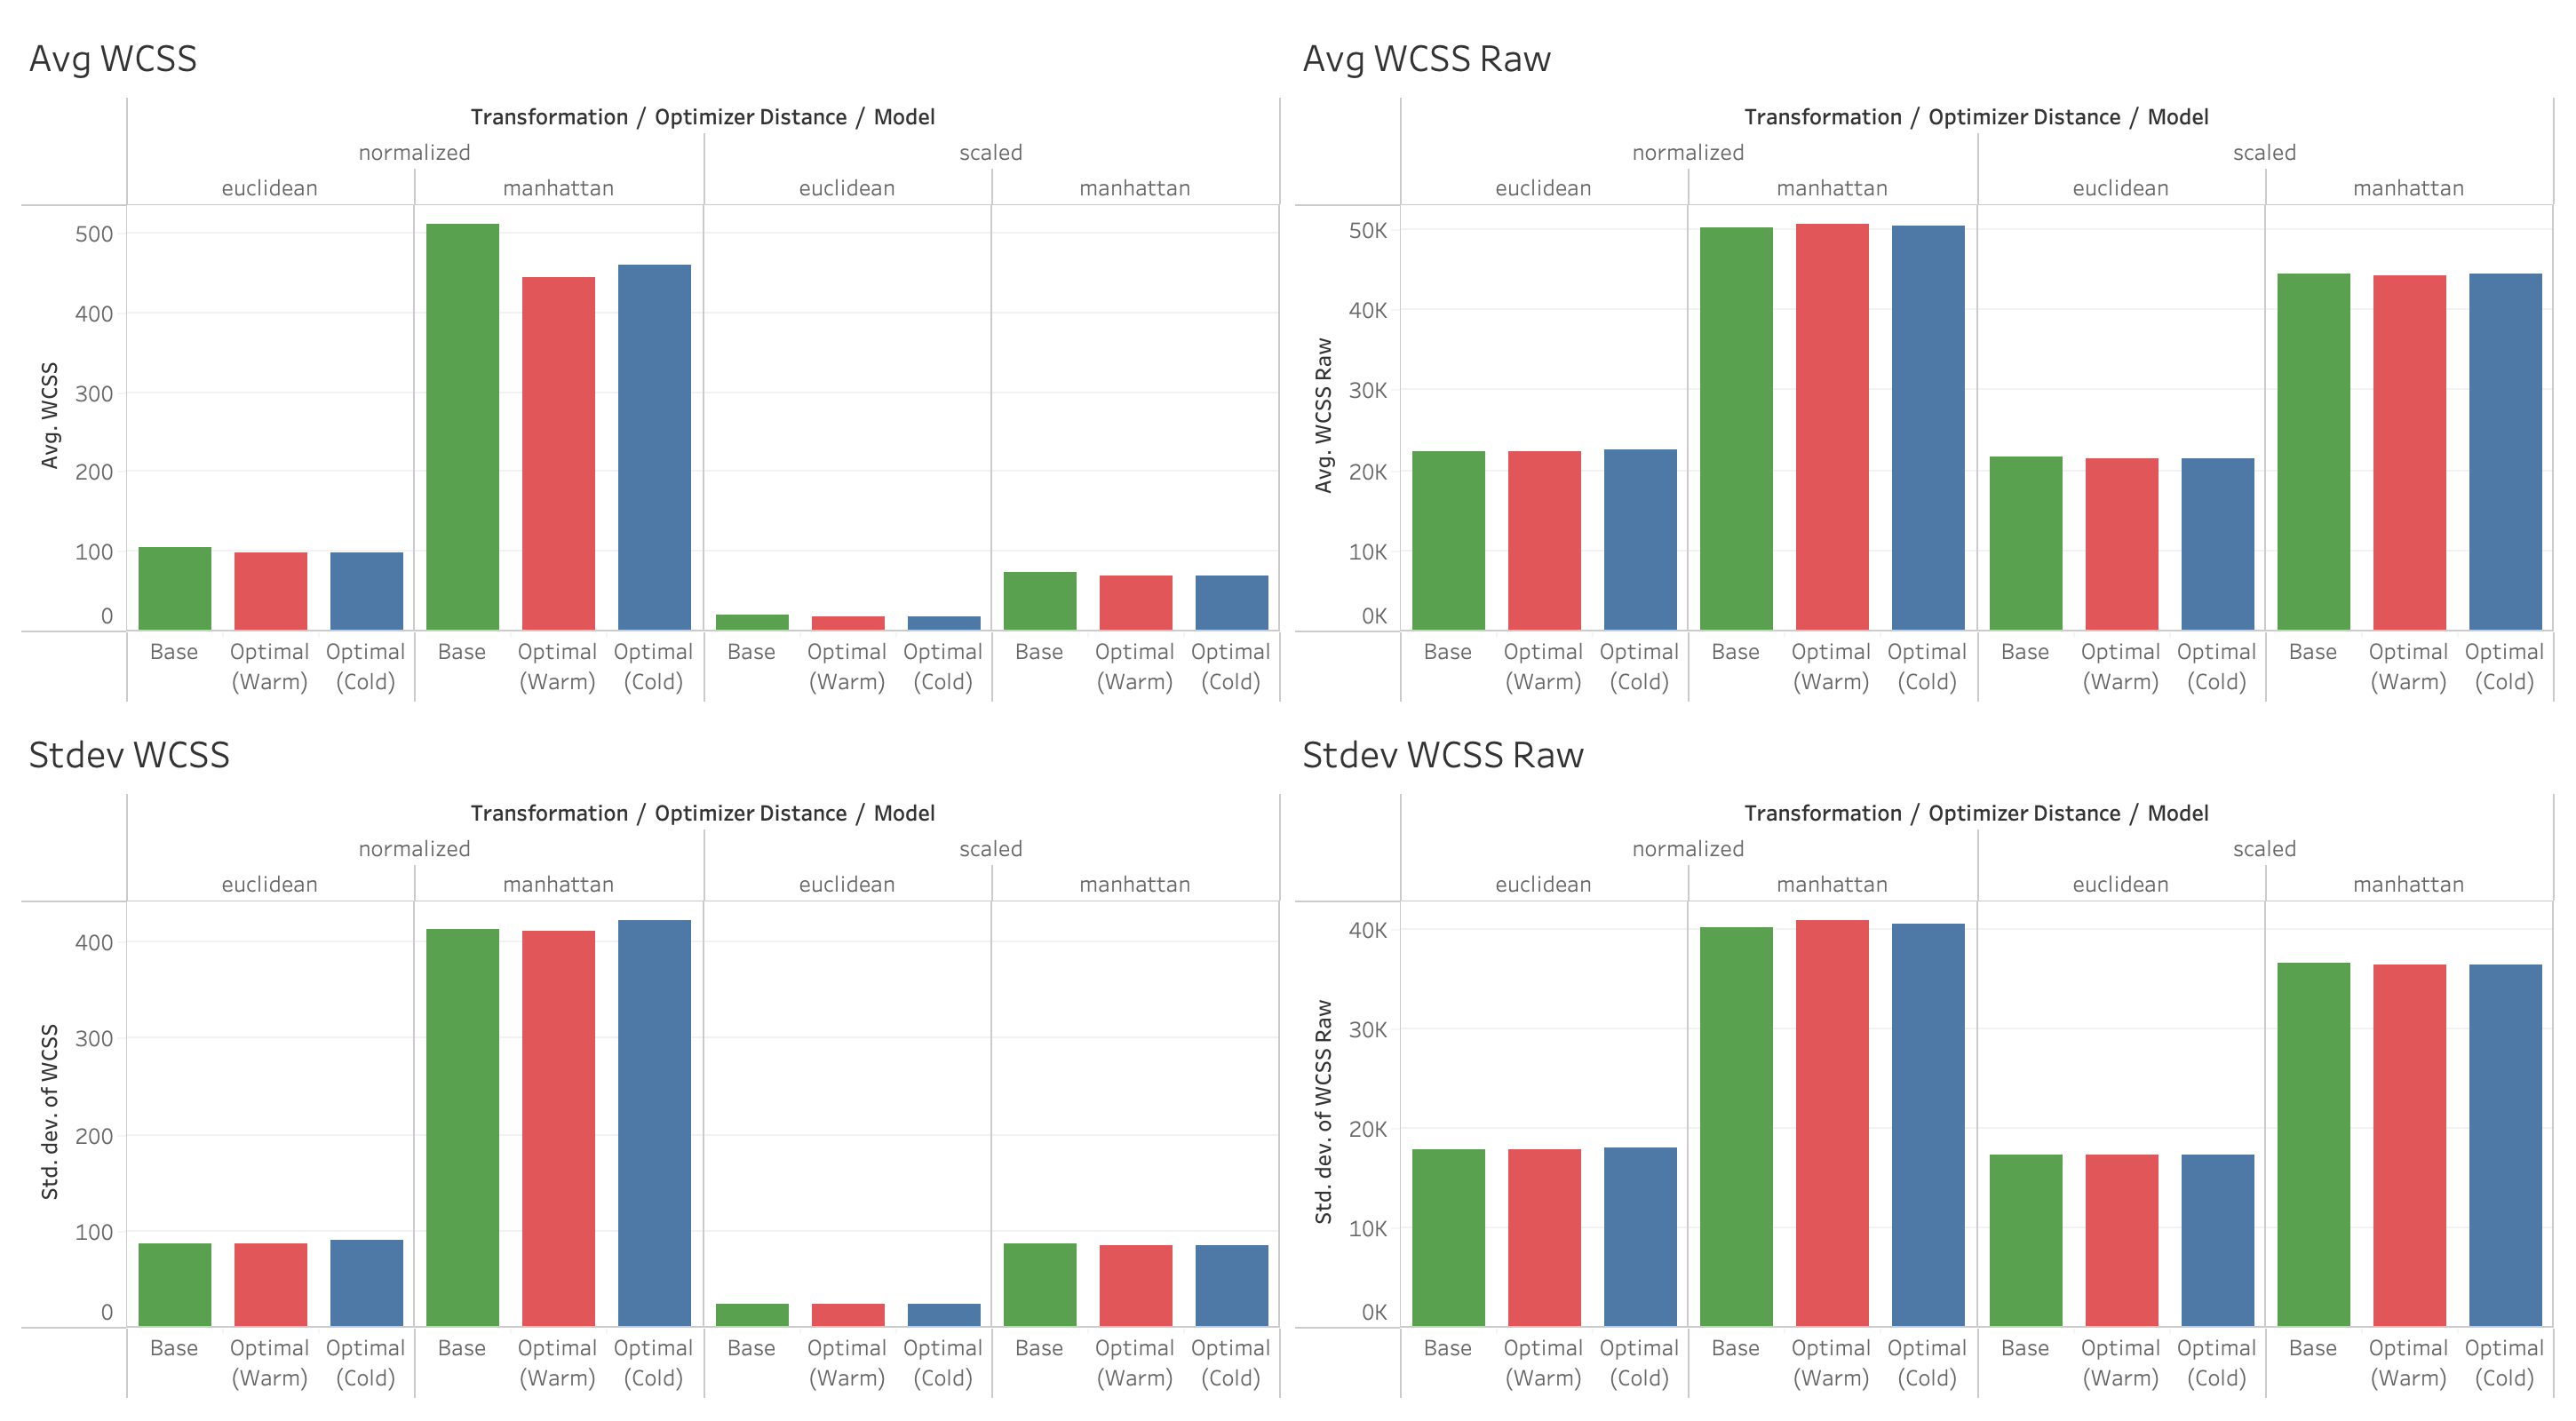 Avg WCSS
Transformation / Optimizer Distance / Model
normalized scaled
euclidean manhattan euclidean manhattan
Avg. WCSS
500
400
300
200
100
0
Base Optimal (Warm) Optimal (Cold) Base Optimal (Warm) Optimal (Cold) Base Optimal (Warm) Optimal (Cold) Base Optimal (Warm) Optimal (Cold)
Avg WCSS Raw
Transformation / Optimizer Distance / Model
normalized scaled
euclidean manhattan euclidean manhattan
Avg. WCSS Raw
50K
40K
30K
20K
10K
0K
Base Optimal (Warm) Optimal (Cold) Base Optimal (Warm) Optimal (Cold) Base Optimal (Warm) Optimal (Cold) Base Optimal (Warm) Optimal (Cold)
Stdev WCSS
Transformation / Optimizer Distance / Model
normalized scaled
euclidean manhattan euclidean manhattan
Std. dev. of WCSS
400
300
200
100
0
Base Optimal (Warm) Optimal (Cold) Base Optimal (Warm) Optimal (Cold) Base Optimal (Warm) Optimal (Cold) Base Optimal (Warm) Optimal (Cold)
Stdev WCSS Raw
Transformation / Optimizer Distance / Model
normalized scaled
euclidean manhattan euclidean manhattan
Std. dev. of WCSS Raw
40K
30K
20K
10K
0K
Base Optimal (Warm) Optimal (Cold) Base Optimal (Warm) Optimal (Cold) Base Optimal (Warm) Optimal (Cold) Base Optimal (Warm) Optimal (Cold)